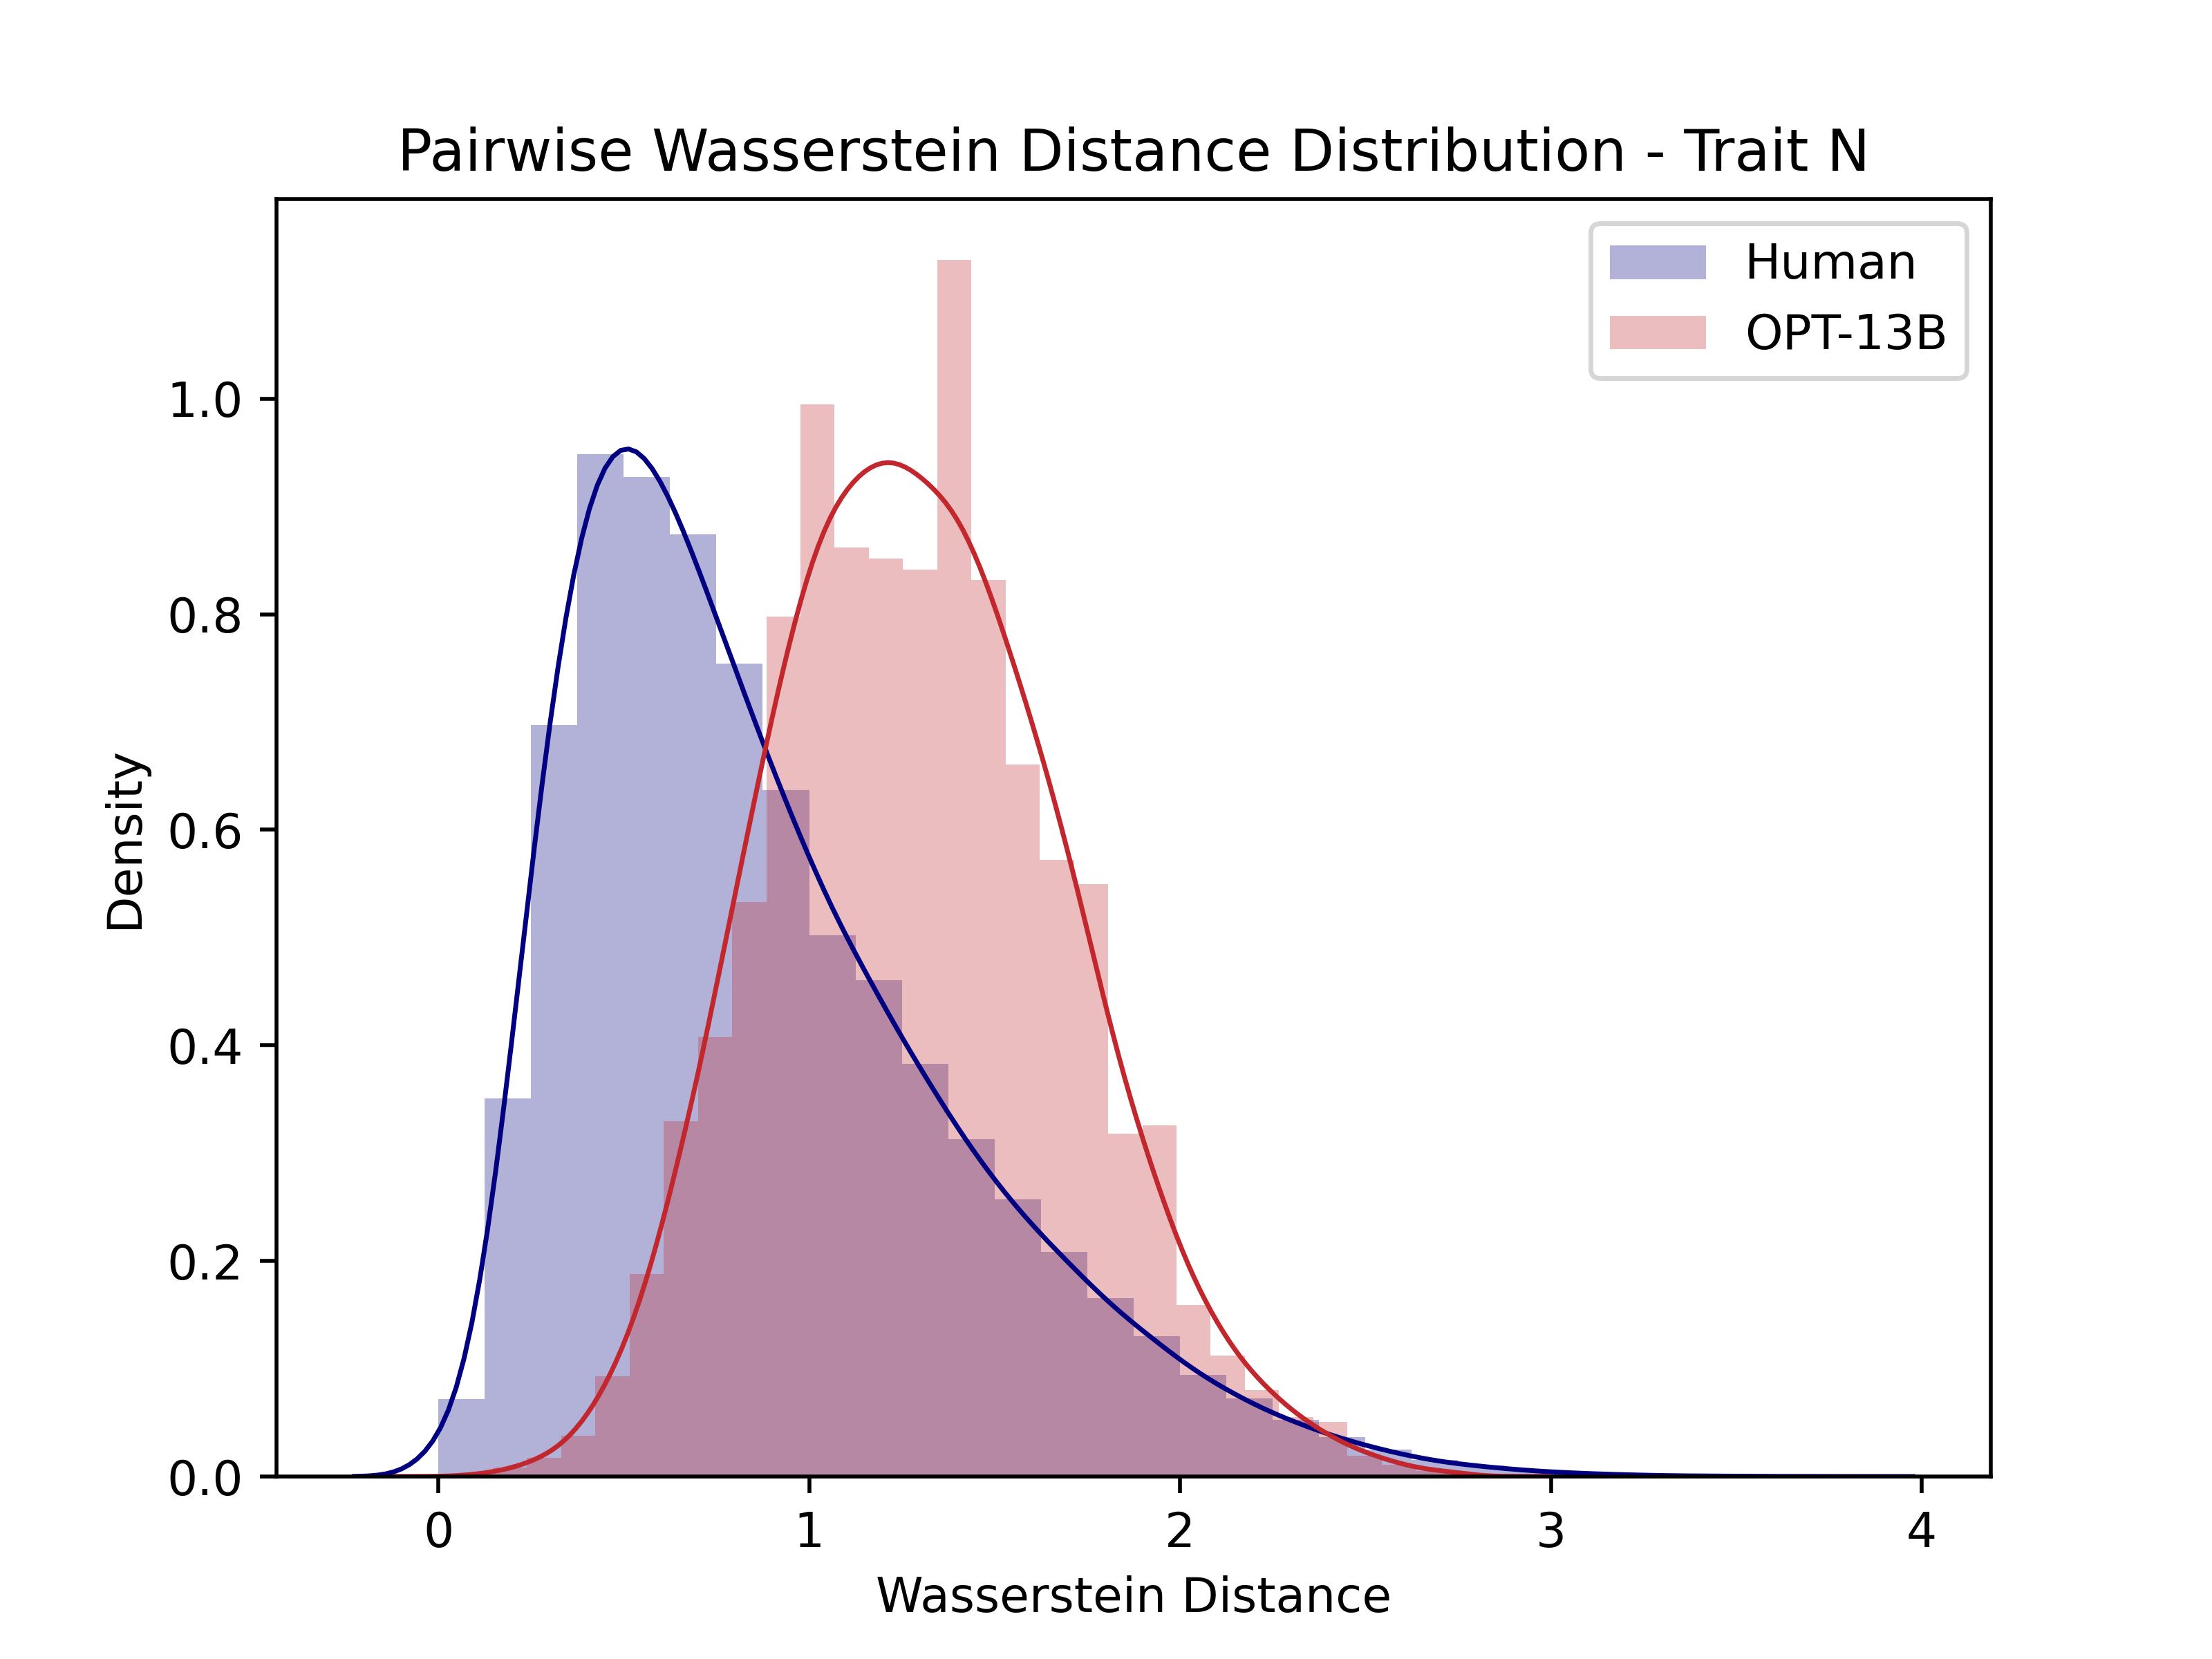 Pairwise Wasserstein Distance Distribution - Trait N
Human
OPT-13B
1.0
0.8
0.6
0.4
0.2
0.0
Density
0 1 2 3 4
Wasserstein Distance